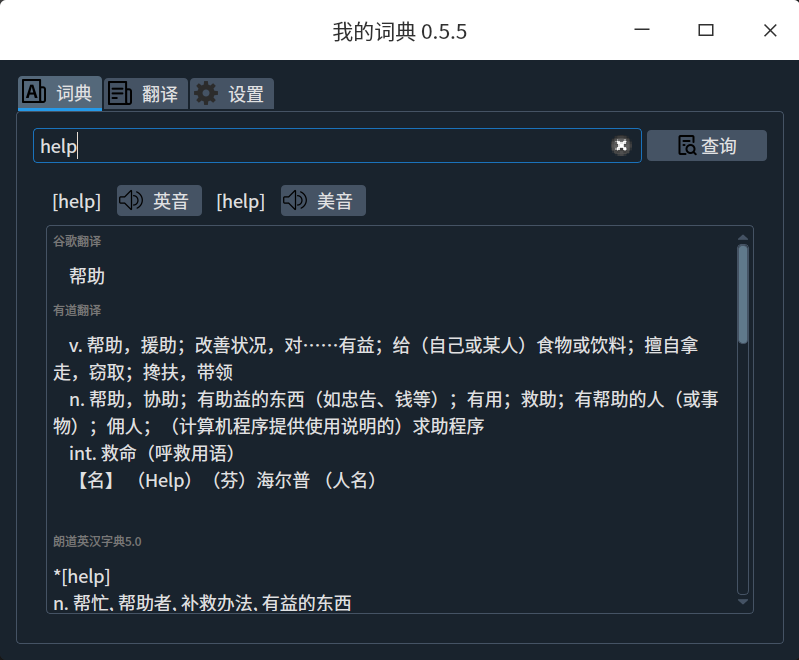 我的词典 0.5.5
词典 翻译 设置
help 查询
[help] 英音 [help] 美音
谷歌翻译
帮助
有道翻译
v. 帮助，援助；改善状况，对……有益；给（自己或某人）食物或饮料；擅自拿
走，窃取；搀扶，带领
n. 帮助，协助；有助益的东西（如忠告、钱等）；有用；救助；有帮助的人（或事
物）；佣人；（计算机程序提供使用说明的）求助程序
int. 救命（呼救用语）
【名】（Help）（芬）海尔普 （人名）
朗道英汉字典5.0
*[help]
n. 帮忙, 帮助者, 补救办法, 有益的东西